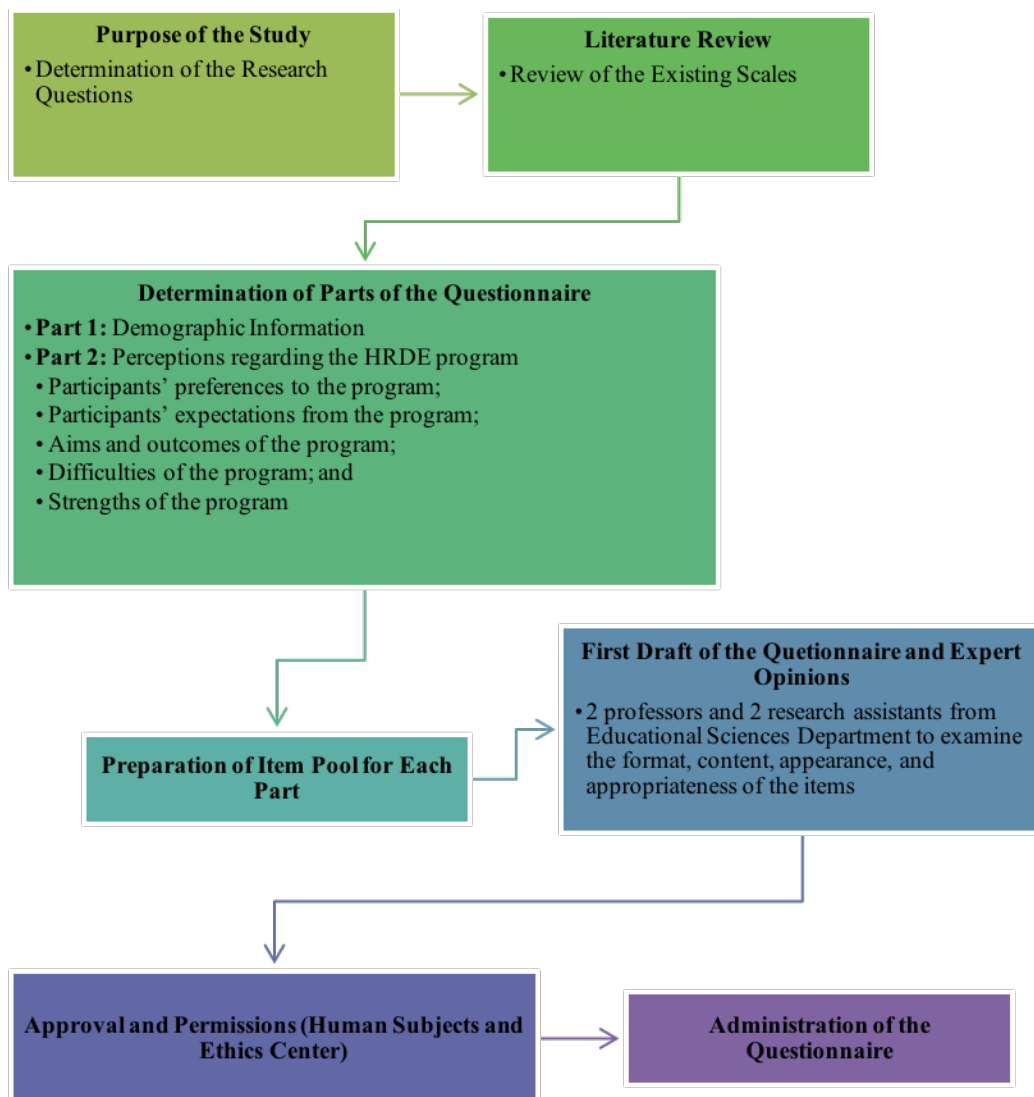 Purpose of the Study
• Determination of the Research
Questions
Literature Review
• Review of the Existing Scales
Determination of Parts of the Questionnaire
• Part 1: Demographic Information
• Part 2: Perceptions regarding the HRDE program
• Participants’ preferences to the program;
• Participants’ expectations from the program;
• Aims and outcomes of the program;
• Difficulties of the program; and
• Strengths of the program
Preparation of Item Pool for Each
Part
First Draft of the Quetionnaire and Expert
Opinions
• 2 professors and 2 research assistants from
Educational Sciences Department to examine
the format, content, appearance, and
appropriateness of the items
Approval and Permissions (Human Subjects and
Ethics Center)
Administration of the
Questionnaire